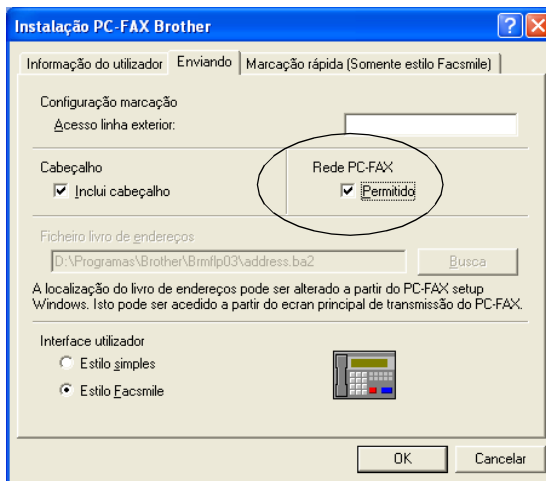 Instalação PC-FAX Brother
Informação do utilizador
Enviando
Marcação rápida (Somente estilo Facsmile)
Configuração marcação
Acesso linha exterior:
Cabeçalho
Inclui cabeçalho
Rede PC-FAX
Permitido
Ficheiro livro de endereços
D:\Programas\Brother\Brmflp03\address.ba2
Busca
A localização do livro de endereços pode ser alterado a partir do PC-FAX setup
Windows. Isto pode ser acedido a partir do ecran principal de transmissão do PC-FAX.
Interface utilizador
Estilo simples
Estilo Facsmile
OK
Cancelar